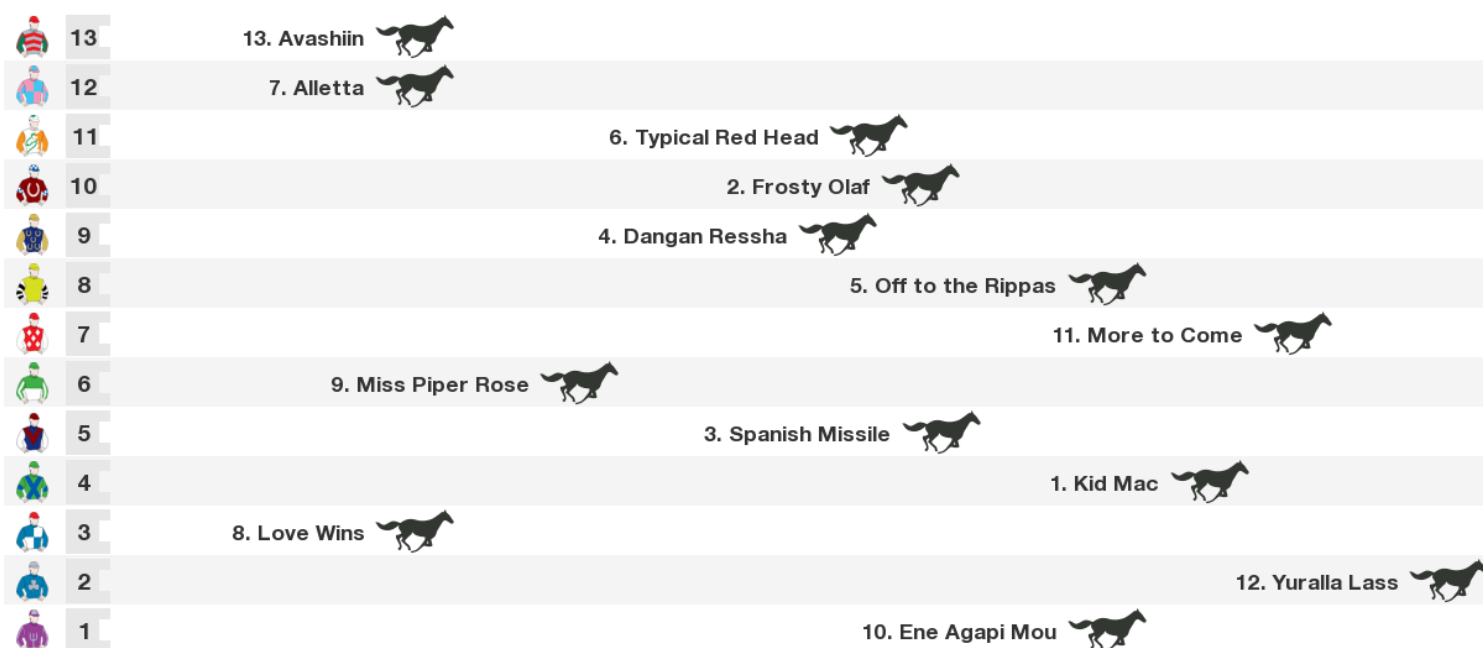 13 13. Avashiin
12 7. Alletta
11 6. Typical Red Head
10 2. Frosty Olaf
9 4. Dangan Ressha
8 5. Off to the Rippas
7 11. More to Come
6 9. Miss Piper Rose
5 3. Spanish Missile
4 1. Kid Mac
3 8. Love Wins
2 12. Yuralla Lass
1 10. Ene Agapi Mou